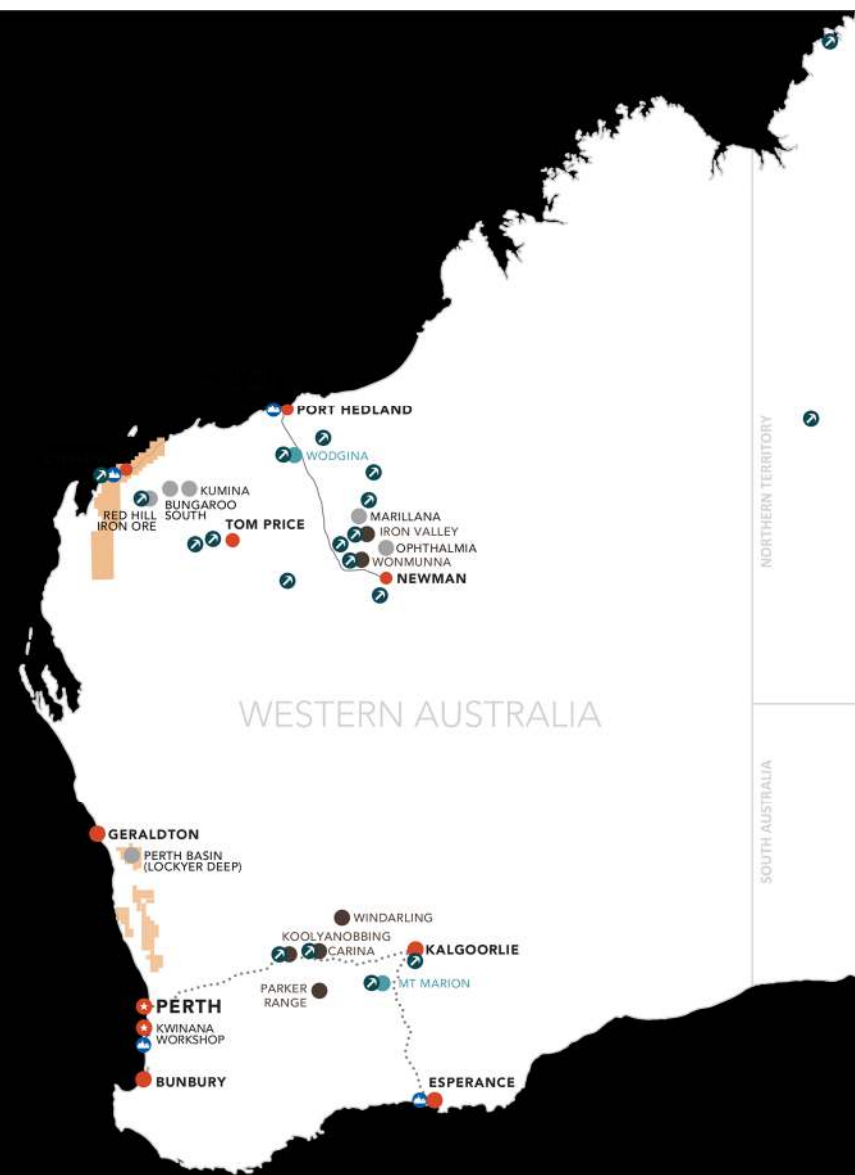 PORT HEDLAND
WODGINA
KUMINA
BUNGAROO
SOUTH
RED HILL
IRON ORE
TOM PRICE
MARILLANA
IRON VALLEY
OPHTHALMIA
WONMUNNA
NEWMAN
NORTHERN TERRITORY
WESTERN AUSTRALIA
SOUTH AUSTRALIA
GERALDTON
PERTH BASIN
(LOCKYER DEEP)
WINDARLING
KOOLYANOBBING
CARINA
KALGOORLIE
PARKER
RANGE
MT MARION
PERTH
KWINANA
WORKSHOP
BUNBURY
ESPERANCE